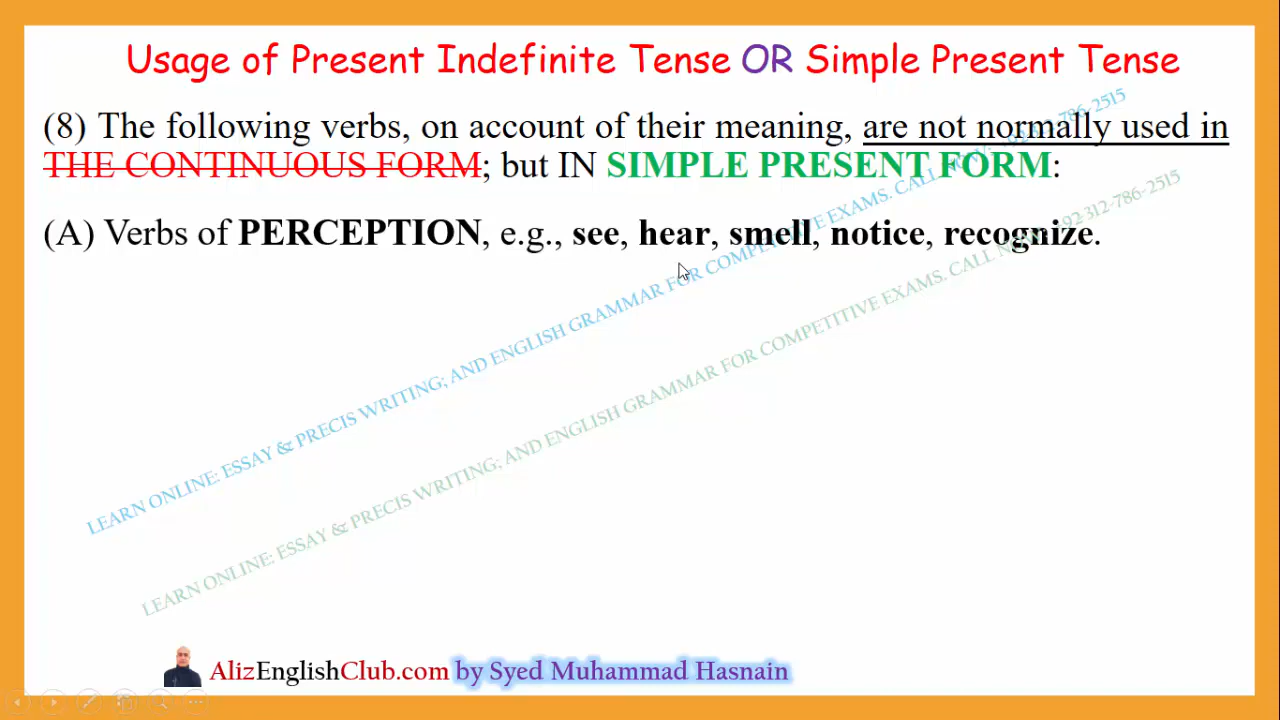 Usage of Present Indefinite Tense OR Simple Present Tense
(8) The following verbs, on account of their meaning, are not normally used in
THE CONTINUOUS FORM; but IN SIMPLE PRESENT FORM:
(A) Verbs of PERCEPTION, e.g., see, hear, smell, notice, recognize.
LEARN ONLINE: ESSAY & PRECIS WRITING; AND ENGLISH GRAMMAR FOR COMPETITIVE EXAMS. CALL NOW: +92-312-786-2515
LEARN ONLINE: ESSAY & PRECIS WRITING; AND ENGLISH GRAMMAR FOR COMPETITIVE EXAMS. CALL NOW: +92-312-786-2515
AlizEnglishClub.com by Syed Muhammad Hasnain